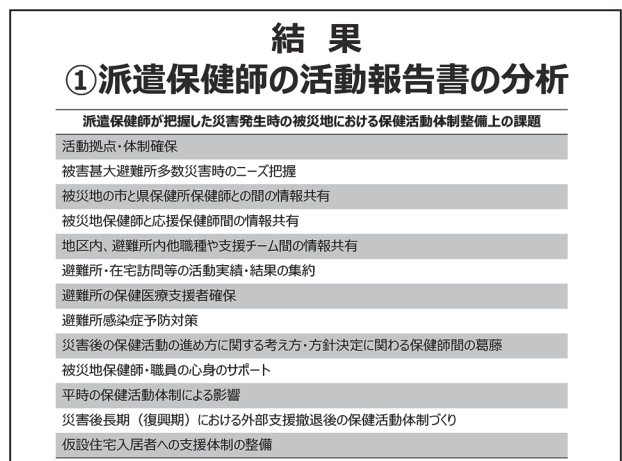 結 果
①派遣保健師の活動報告書の分析
派遣保健師が把握した災害発生時の被災地における保健活動体制整備上の課題
活動拠点・体制確保
被害甚大避難所多数災害時のニーズ把握
被災地の市と県保健所保健師との間の情報共有
被災地保健師と応援保健師間の情報共有
地区内、避難所内他職種や支援チーム間の情報共有
避難所・在宅訪問等の活動実績・結果の集約
避難所の保健医療支援者確保
避難所感染症予防対策
災害後の保健活動の進め方に関する考え方・方針決定に関わる保健師間の葛藤
被災地保健師・職員の心身のサポート
平時の保健活動体制による影響
災害後長期（復興期）における外部支援撤退後の保健活動体制づくり
仮設住宅入居者への支援体制の整備